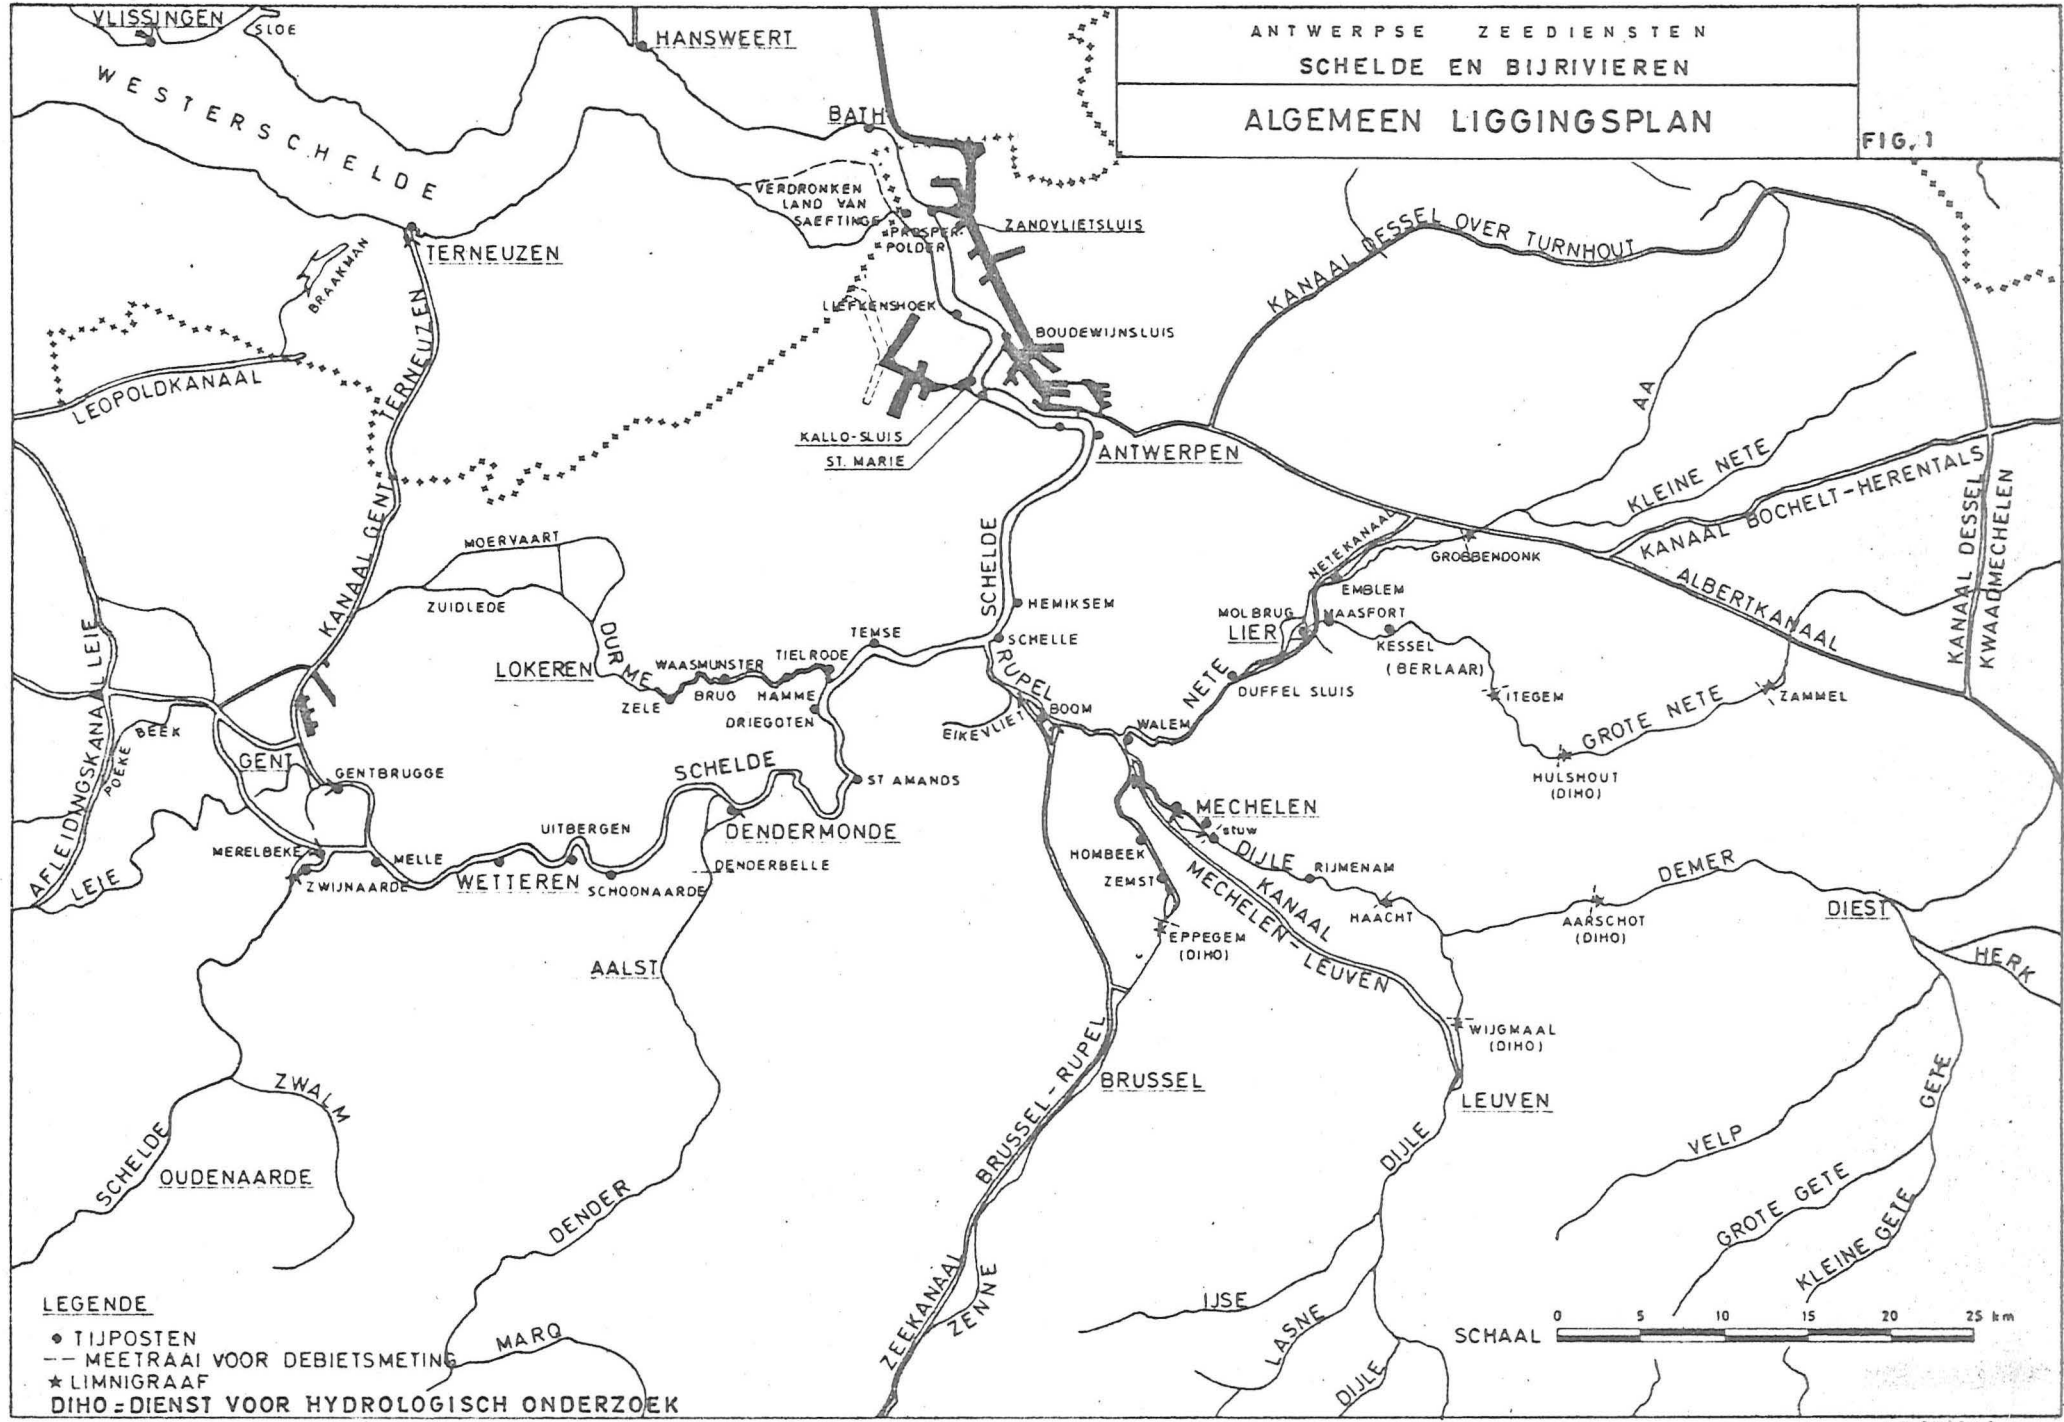 ANTWERPSE ZEEDIENSTEN
SCHELDE EN BIJRIVIEREN
ALGEMEEN LIGGINGSPLAN
FIG. 1
VLISSINGEN
SLOE
HANSWEERT
WESTERSCHELDE
BATH
VERDRONKEN
LAND VAN
SAEFTINGE
PROSPER-
POLDER
ZANDVLIETSLUIS
TERNEUZEN
BRAAKMAN
LIEFKENSHOEK
BOUDEWIJNSLUIS
KANAAL DESSEL OVER TURNHOUT
LEOPOLDKANAAL
KANAAL GENT TERNEUZEN
KALLO-SLUIS
ST. MARIE
ANTWERPEN
AA
KLEINE NETE
KANAAL BOCHELT-HERENTALS
KANAAL DESSEL
KWAADMECHELEN
MOERVAART
ZUIDLEDE
SCHELDE
NETEKANAAL
GROBBENDONK
EMBLEM
ALBERTKANAAL
HEMIKSEM
MOLBRUG
MAASFORT
LIER
KESSEL
(BERLAAR)
DURME
TEMSE
SCHELLE
LOKEREN
WAASMUNSTER
BRUG
TIELRODE
ZELE
HAMME
DRIEGOTEN
RUPEL
BOOM
EIKEVLIET
WALEM
NETE
DUFFEL SLUIS
ITEGEM
GROTE NETE
ZAMMEL
HULSHOUT
(DIHO)
AFLEIDINGSKANAAL LEIE
POEKE
BEEK
GENT
GENTBRUGGE
SCHELDE
ST AMANDS
DENDERMONDE
UITBERGEN
MERELBEKE
MELLE
ZWIJNAARDE
WETTEREN
SCHOONAARDE
DENDERBELLE
LEIE
MECHELEN
stuw
HOMBEEK
ZEMST
DIJLE
RIJMENAM
KANAAL
MECHELEN-LEUVEN
HAACHT
DEMER
AARSCHOT
(DIHO)
DIEST
EPPEGEM
(DIHO)
HERK
AALST
WIJGMAAL
(DIHO)
BRUSSEL
LEUVEN
ZWALM
SCHELDE
OUDENAARDE
DENDER
ZEEKANAAL BRUSSEL-RUPEL
DIJLE
VELP
GETE
GROTE GETE
KLEINE GETE
ZENNE
IJSE
LASNE
DIJLE
MARQ
LEGENDE
TIJPOSTEN
MEETRAAI VOOR DEBIETSMETING
LIMNIGRAAF
DIHO=DIENST VOOR HYDROLOGISCH ONDERZOEK
SCHAAL 0 5 10 15 20 25 km